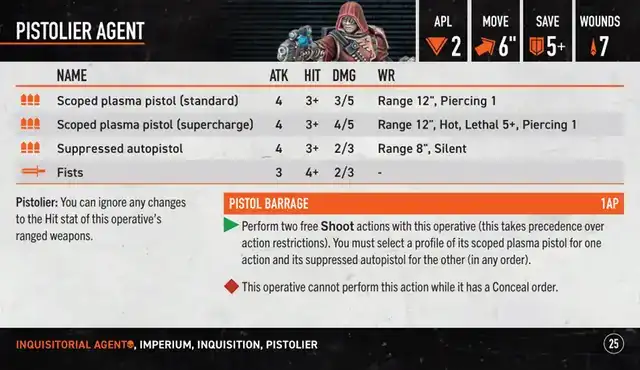 PISTOLIER AGENT
APL 2
MOVE 6"
SAVE 5+
WOUNDS 7
NAME ATK HIT DMG WR
Scoped plasma pistol (standard) 4 3+ 3/5 Range 12", Piercing 1
Scoped plasma pistol (supercharge) 4 3+ 4/5 Range 12", Hot, Lethal 5+, Piercing 1
Suppressed autopistol 4 3+ 2/3 Range 8", Silent
Fists 3 4+ 2/3 -
Pistolier: You can ignore any changes
to the Hit stat of this operative's
ranged weapons.
PISTOL BARRAGE 1AP
Perform two free Shoot actions with this operative (this takes precedence over
action restrictions). You must select a profile of its scoped plasma pistol for one
action and its suppressed autopistol for the other (in any order).
This operative cannot perform this action while it has a Conceal order.
INQUISITORIAL AGENT, IMPERIUM, INQUISITION, PISTOLIER
25